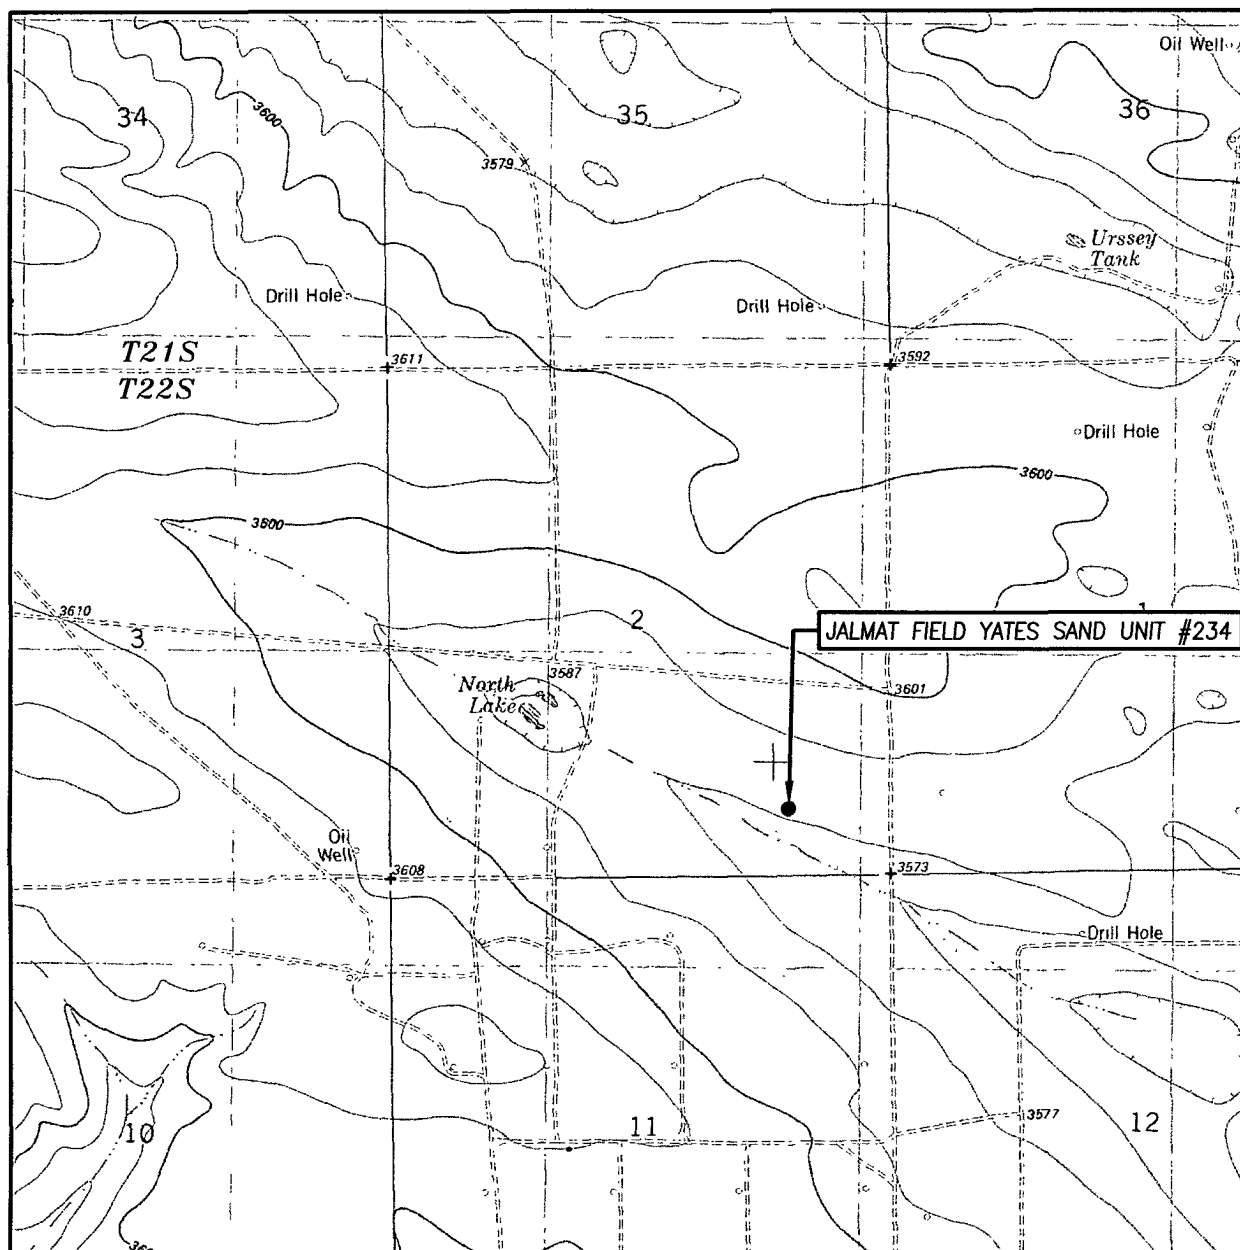 Oil Well
34
3600
35
36
3579
Urssey
Tank
Drill Hole
Drill Hole
T21S
3611
3592
T22S
Drill Hole
3600
3600
3610
3
2
1
JALMAT FIELD YATES SAND UNIT #234
3587
North
Lake
3601
Oil
Well
3608
3573
Drill Hole
3577
10
11
12